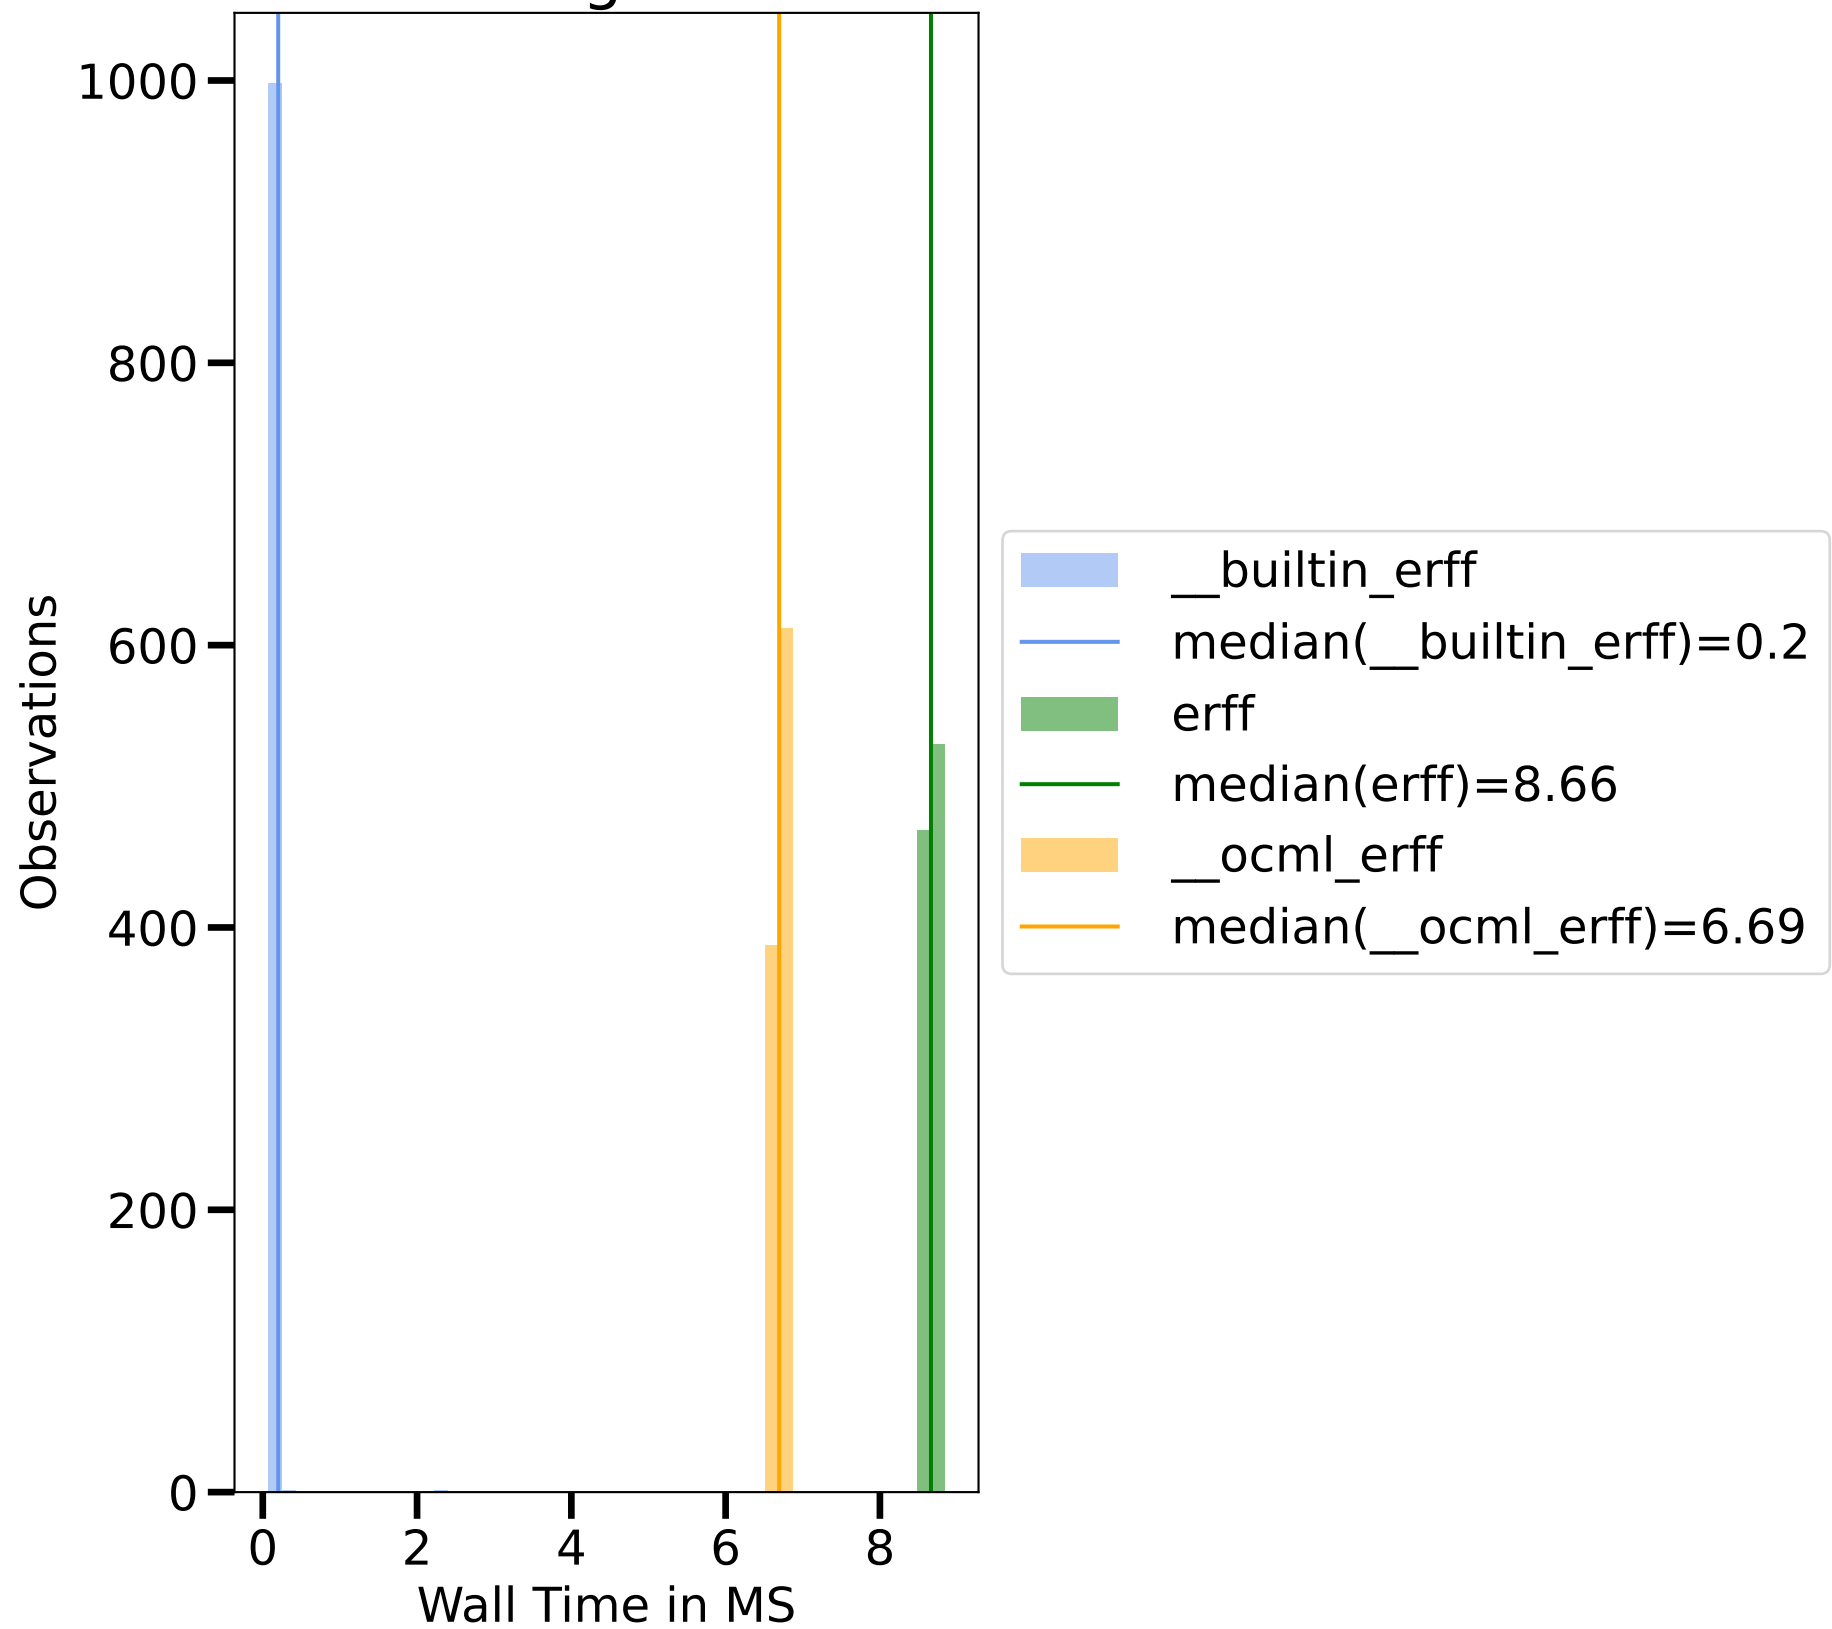 1000
800
600
400
200
0
Observations
0 2 4 6 8
Wall Time in MS
__builtin_erff
median(__builtin_erff)=0.2
erff
median(erff)=8.66
__ocml_erff
median(__ocml_erff)=6.69